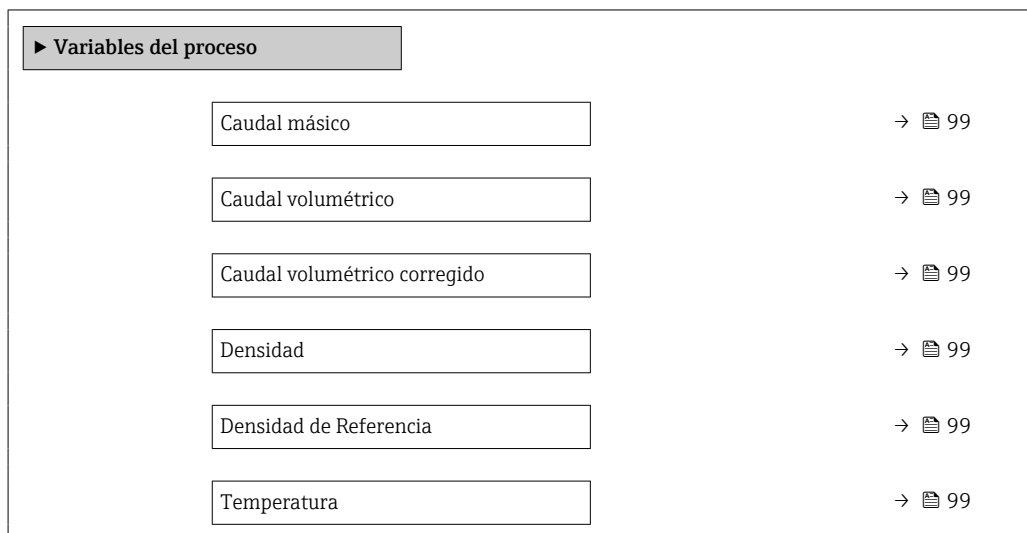 ▶ Variables del proceso
Caudal másico → 99
Caudal volumétrico → 99
Caudal volumétrico corregido → 99
Densidad → 99
Densidad de Referencia → 99
Temperatura → 99